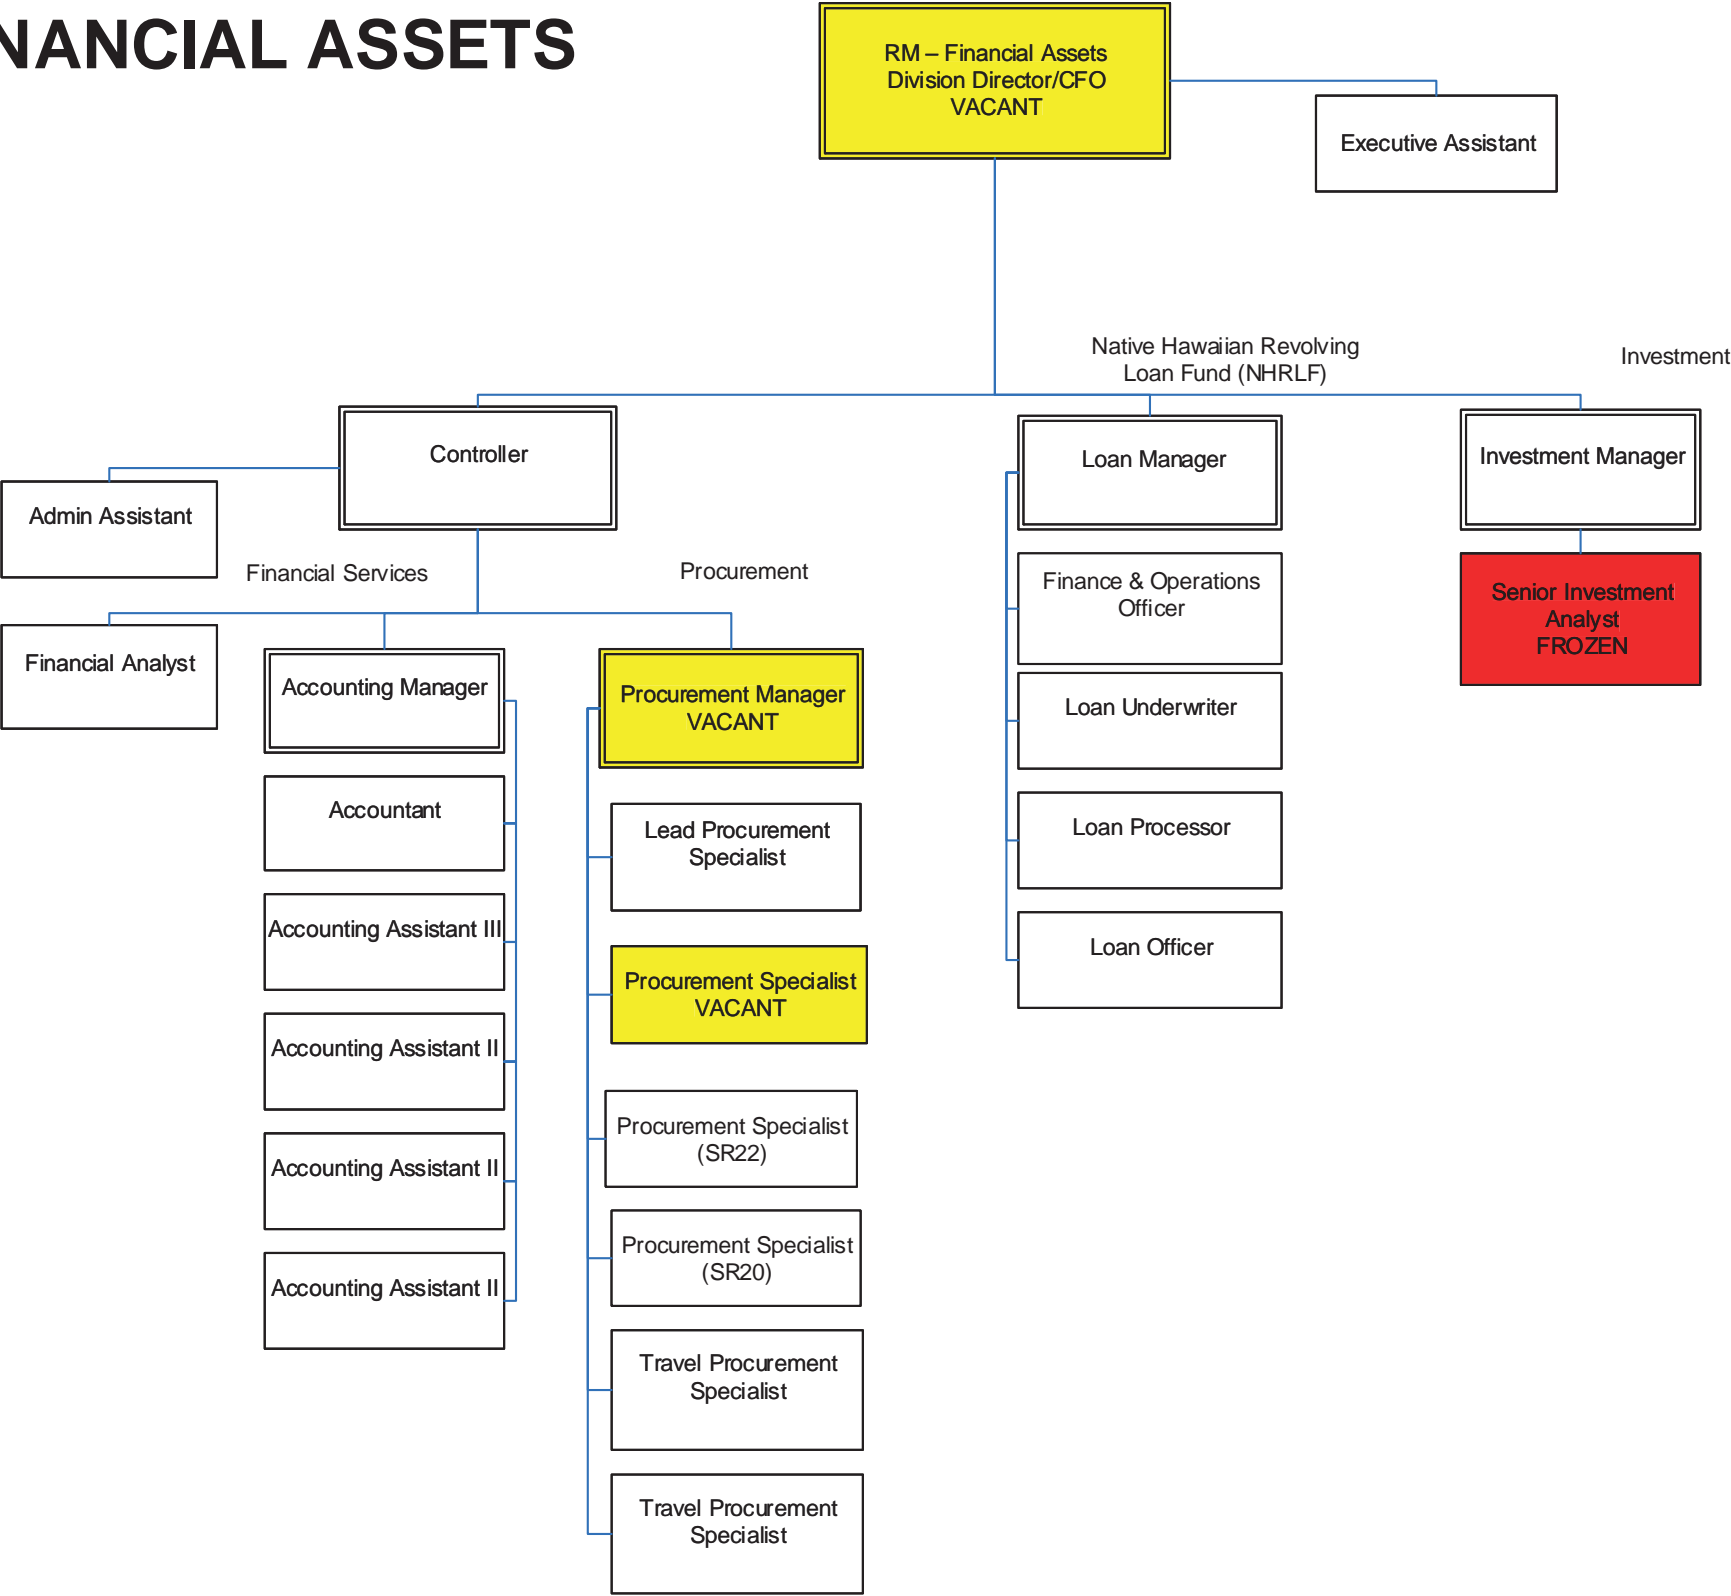 NANCIAL ASSETS
RM – Financial Assets
Division Director/CFO
VACANT
Executive Assistant
Native Hawaiian Revolving
Loan Fund (NHRLF)
Investment
Controller
Loan Manager
Investment Manager
Admin Assistant
Financial Services
Procurement
Finance & Operations
Officer
Senior Investment
Analyst
FROZEN
Financial Analyst
Accounting Manager
Procurement Manager
VACANT
Loan Underwriter
Accountant
Lead Procurement
Specialist
Loan Processor
Accounting Assistant III
Procurement Specialist
VACANT
Loan Officer
Accounting Assistant II
Procurement Specialist
(SR22)
Accounting Assistant II
Procurement Specialist
(SR20)
Accounting Assistant II
Travel Procurement
Specialist
Travel Procurement
Specialist